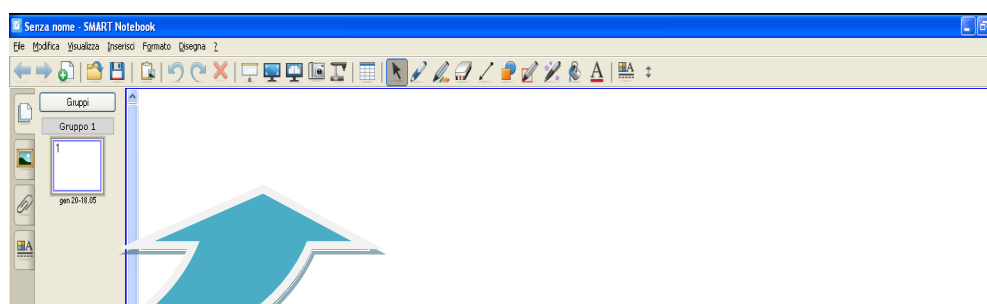 Senza nome - SMART Notebook
File Modifica Visualizza Inserisci Formato Disegna ?
Gruppi
Gruppo 1
1
gen 20-18.05